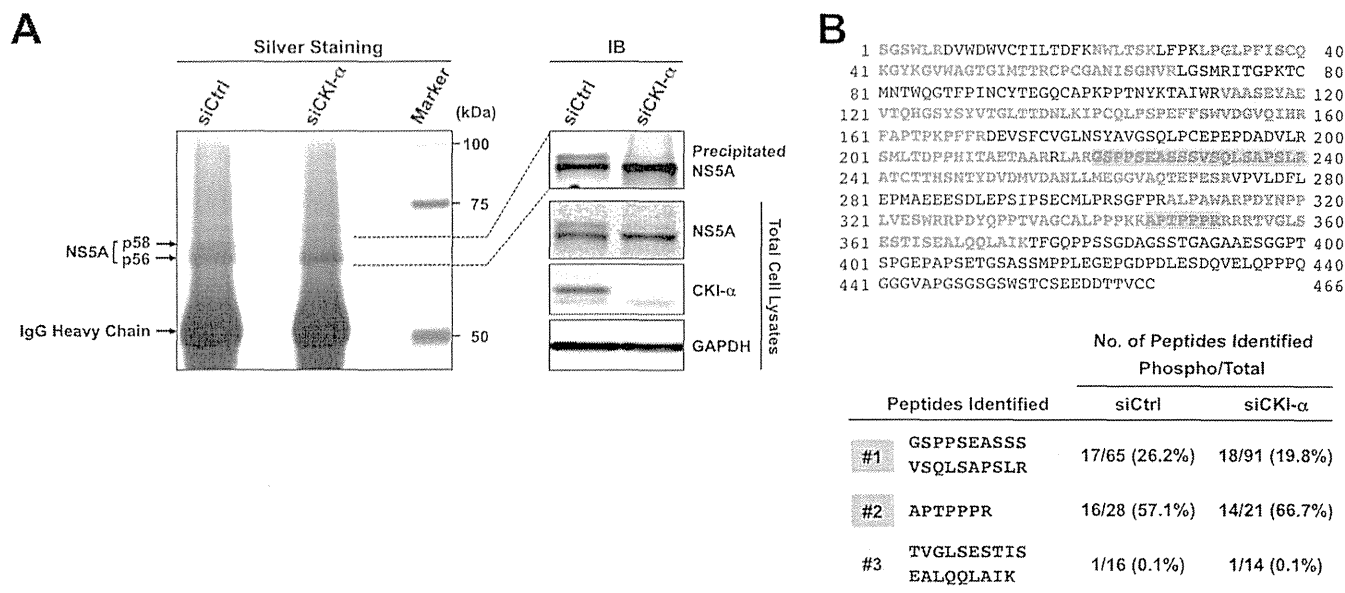 A
Silver Staining
IB
siCtrl
siCKI-α
Marker
(kDa)
siCtrl
siCKI-α
100
75
50
NS5A
p58
p56
IgG Heavy Chain
Precipitated
NS5A
NS5A
CKI-α
GAPDH
Total Cell Lysates
B
1 SGSWLRDVWDWVCTILTDFKNWLTSKLFPKLPGLPFISCQ 40
41 KGYKGVWAGTGIMTTRCPCGANISGNVRLGSMRITGPKTC 80
81 MNTWQGTFPINCYTEGQCAPKPPTNYKTAIWRVAASEYAE 120
121 VTQHGSYSYVTGLTTDNLKIPCQLPSPEFFSWVDGVQIHR 160
161 FAPTPKPFFRDEVSFCVGLNSYAVGSQLPCEPEPDADVLR 200
201 SMLTDPPHITAETAARRLARGSPPSEASSSVSQLSAPSLR 240
241 ATCTTHSNTYDVDMVDANLLMEGGVAQTEPESRVPVLDFL 280
281 EPMAEEESDLEPSIPSECMLPRSGFPRALPAWARPDYNPP 320
321 LVESWRRPDYQPPTVAGCALPPPKKAPTPPPRRRRTVGLS 360
361 ESTISEALQQLAIKTFGQPPSSGDAGSSTGAGAAESGGPT 400
401 SPGEPAPSETGSASSMPPLEGEPGDPDLESDQVELQPPPQ 440
441 GGGVAPGSGSGSWSTCSEEDDTTVCC 466
No. of Peptides Identified
Phospho/Total
Peptides Identified siCtrl siCKI-α
#1 GSPPSEASSS
VSQLSAPSLR 17/65 (26.2%) 18/91 (19.8%)
#2 APTPPPR 16/28 (57.1%) 14/21 (66.7%)
#3 TVGLSESTIS
EALQQLAIK 1/16 (0.1%) 1/14 (0.1%)